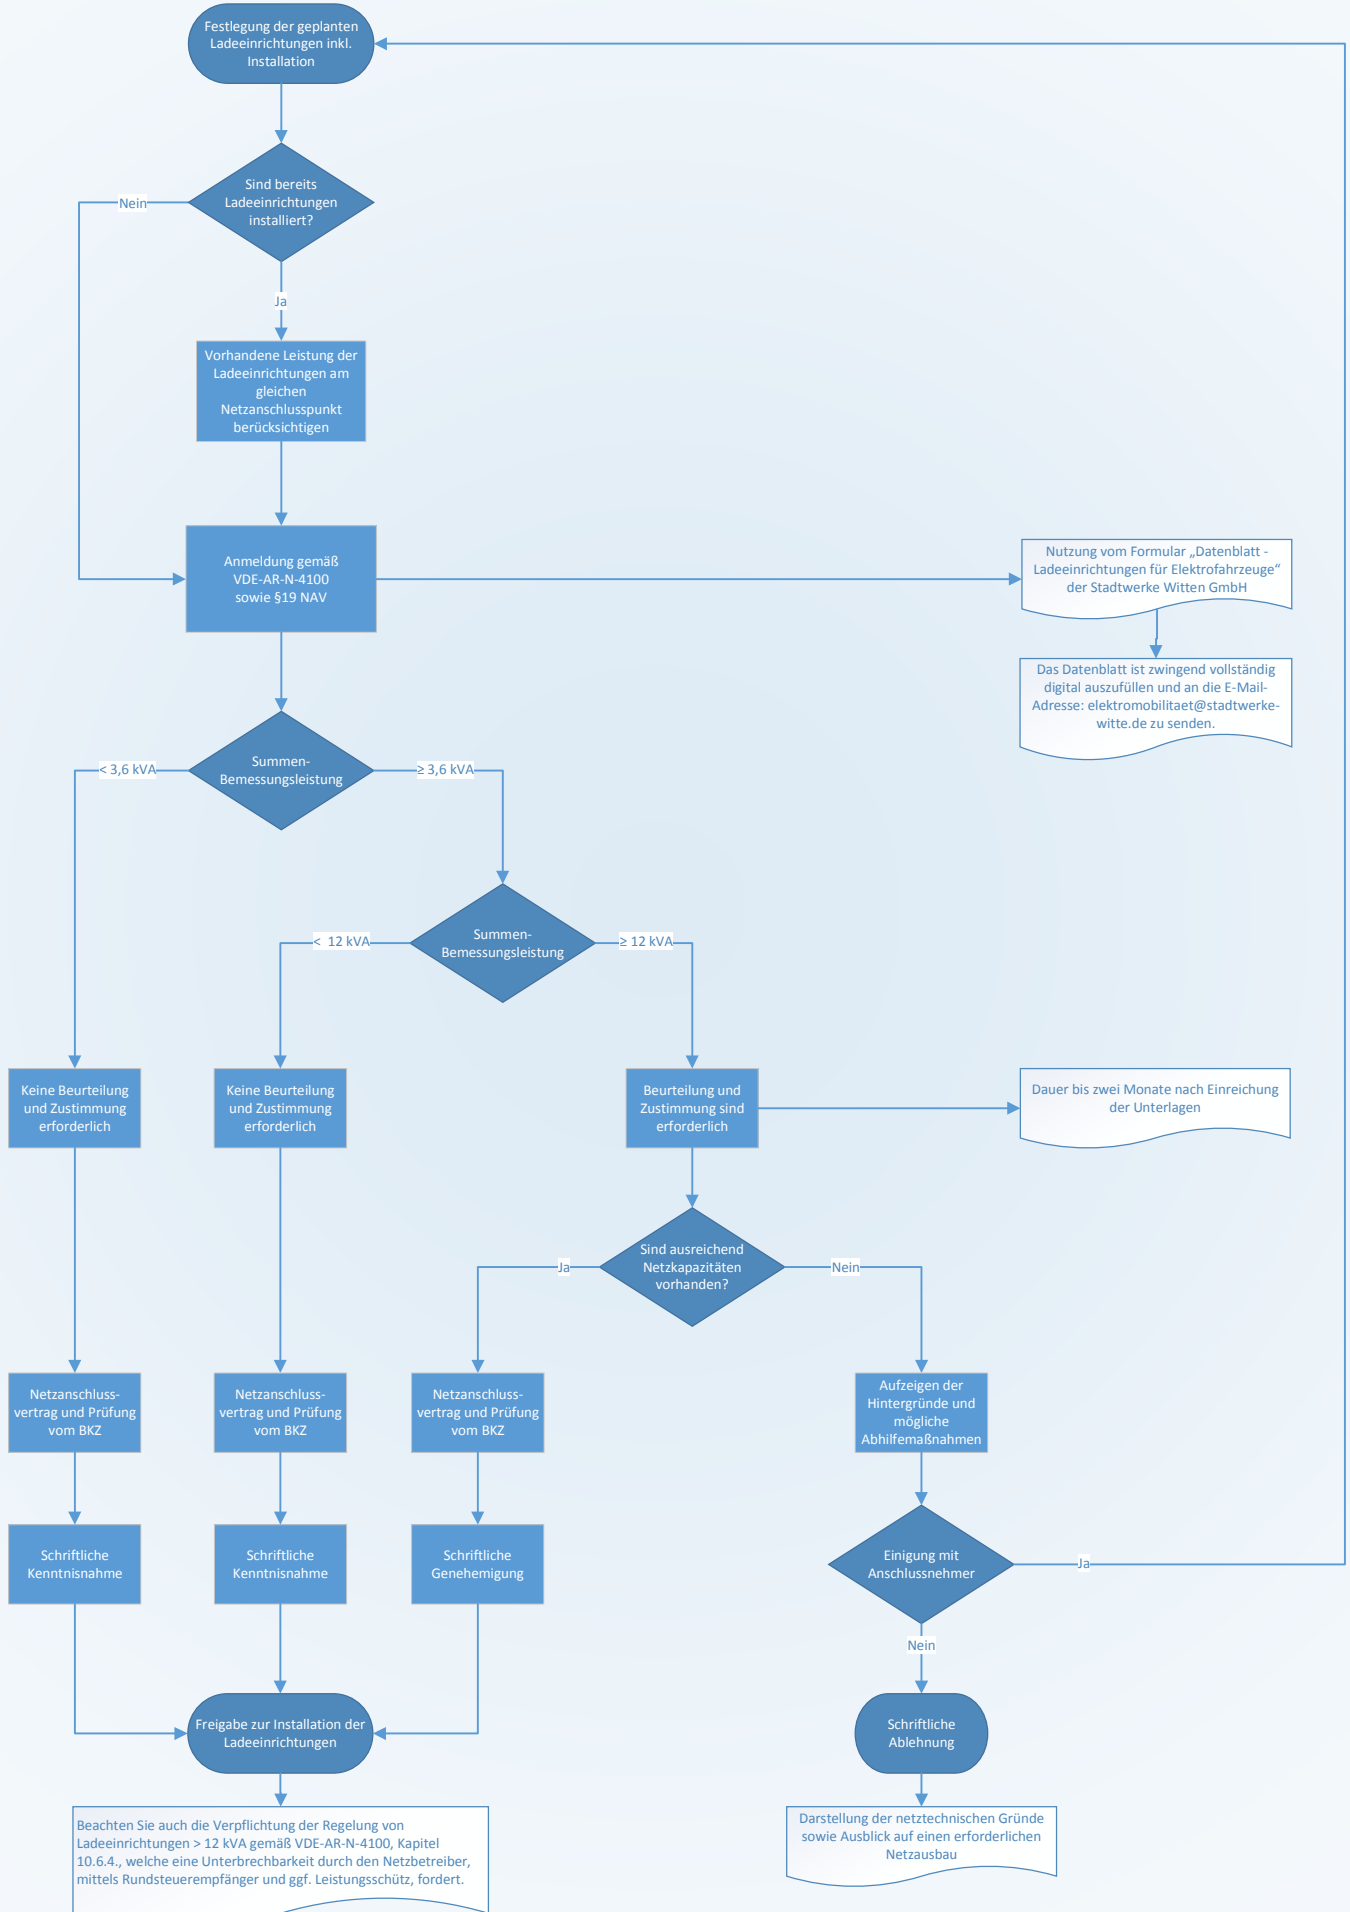 Festlegung der geplanten
Ladeeinrichtungen inkl.
Installation
Sind bereits
Ladeeinrichtungen
installiert?
Nein
Ja
Vorhandene Leistung der
Ladeeinrichtungen am
gleichen
Netzanschlusspunkt
berücksichtigen
Anmeldung gemäß
VDE-AR-N-4100
sowie §19 NAV
Nutzung vom Formular „Datenblatt -
Ladeeinrichtungen für Elektrofahrzeuge“
der Stadtwerke Witten GmbH
Das Datenblatt ist zwingend vollständig
digital auszufüllen und an die E-Mail-
Adresse: elektromobilitaet@stadtwerke-
witte.de zu senden.
Summen-
Bemessungsleistung
< 3,6 kVA
≥ 3,6 kVA
Summen-
Bemessungsleistung
< 12 kVA
≥ 12 kVA
Keine Beurteilung
und Zustimmung
erforderlich
Keine Beurteilung
und Zustimmung
erforderlich
Beurteilung und
Zustimmung sind
erforderlich
Dauer bis zwei Monate nach Einreichung
der Unterlagen
Sind ausreichend
Netzkapazitäten
vorhanden?
Ja
Nein
Netzanschluss-
vertrag und Prüfung
vom BKZ
Netzanschluss-
vertrag und Prüfung
vom BKZ
Netzanschluss-
vertrag und Prüfung
vom BKZ
Aufzeigen der
Hintergründe und
mögliche
Abhilfemaßnahmen
Schriftliche
Kenntnisnahme
Schriftliche
Kenntnisnahme
Schriftliche
Genehemigung
Einigung mit
Anschlussnehmer
Ja
Nein
Freigabe zur Installation der
Ladeeinrichtungen
Schriftliche
Ablehnung
Beachten Sie auch die Verpflichtung der Regelung von
Ladeeinrichtungen > 12 kVA gemäß VDE-AR-N-4100, Kapitel
10.6.4., welche eine Unterbrechbarkeit durch den Netzbetreiber,
mittels Rundsteuerempfänger und ggf. Leistungsschütz, fordert.
Darstellung der netztechnischen Gründe
sowie Ausblick auf einen erforderlichen
Netzausbau